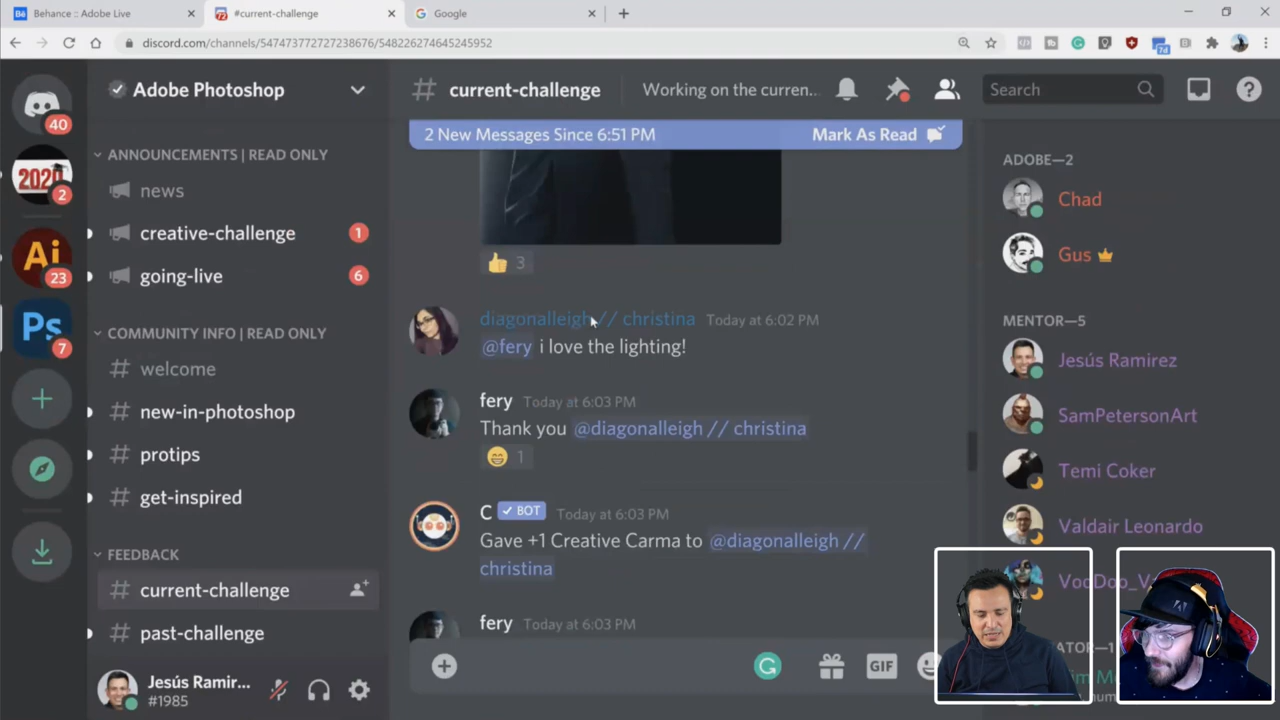 Behance :: Adobe Live
#current-challenge
Google
discord.com/channels/547473772727238676/548226274645245952
7d
40
2020
2
Ai
23
Ps
7
Adobe Photoshop
ANNOUNCEMENTS | READ ONLY
news
creative-challenge 1
going-live 6
COMMUNITY INFO | READ ONLY
# welcome
# new-in-photoshop
# protips
# get-inspired
FEEDBACK
# current-challenge
# past-challenge
Jesús Ramir...
#1985
# current-challenge
Working on the curren...
Search
2 New Messages Since 6:51 PM Mark As Read
3
diagonalleigh // christina Today at 6:02 PM
@fery i love the lighting!
fery Today at 6:03 PM
Thank you @diagonalleigh // christina
1
C BOT Today at 6:03 PM
Gave +1 Creative Carma to @diagonalleigh //
christina
fery Today at 6:03 PM
GIF
ADOBE—2
Chad
Gus
MENTOR—5
Jesús Ramirez
SamPetersonArt
Temi Coker
Valdair Leonardo